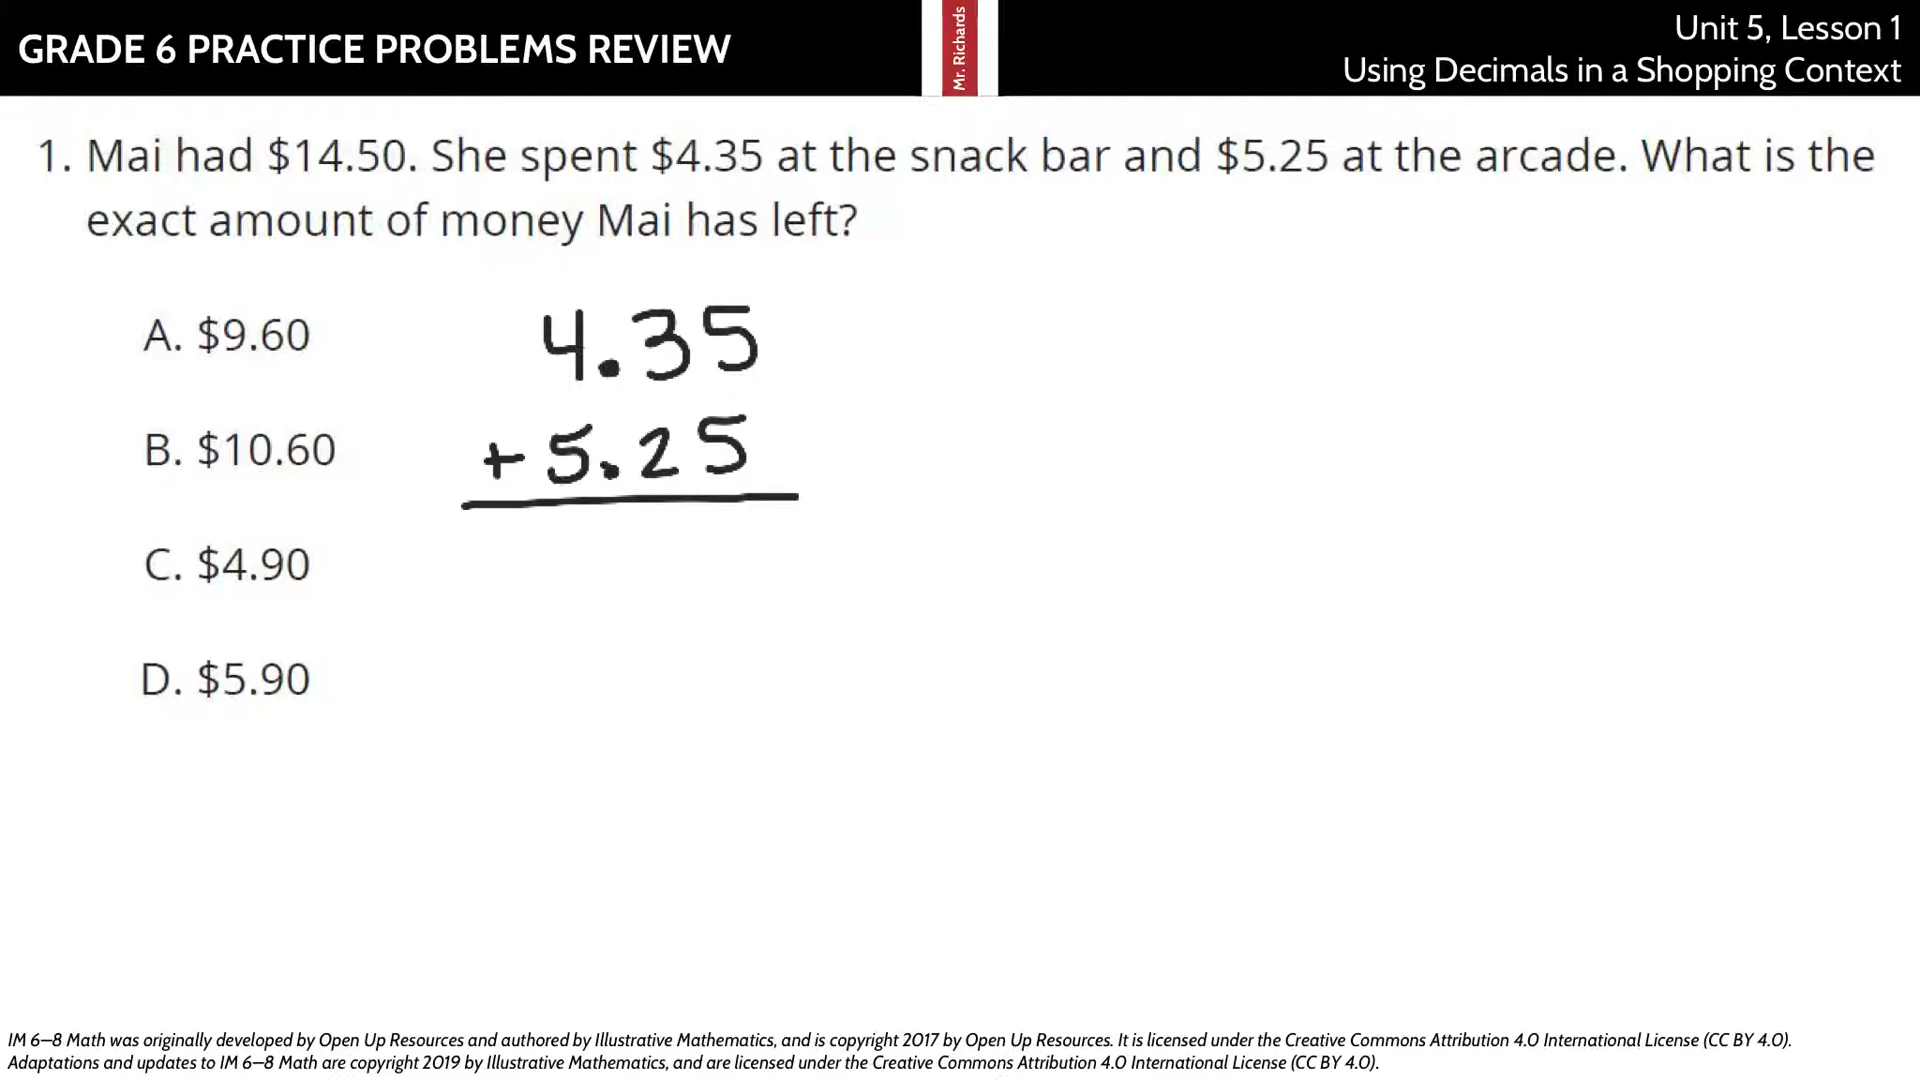 GRADE 6 PRACTICE PROBLEMS REVIEW
Mr. Richards
Unit 5, Lesson 1
Using Decimals in a Shopping Context
1. Mai had $14.50. She spent $4.35 at the snack bar and $5.25 at the arcade. What is the
exact amount of money Mai has left?
A. $9.60
B. $10.60
C. $4.90
D. $5.90
4.35
+ 5.25
IM 6–8 Math was originally developed by Open Up Resources and authored by Illustrative Mathematics, and is copyright 2017 by Open Up Resources. It is licensed under the Creative Commons Attribution 4.0 International License (CC BY 4.0).
Adaptations and updates to IM 6–8 Math are copyright 2019 by Illustrative Mathematics, and are licensed under the Creative Commons Attribution 4.0 International License (CC BY 4.0).